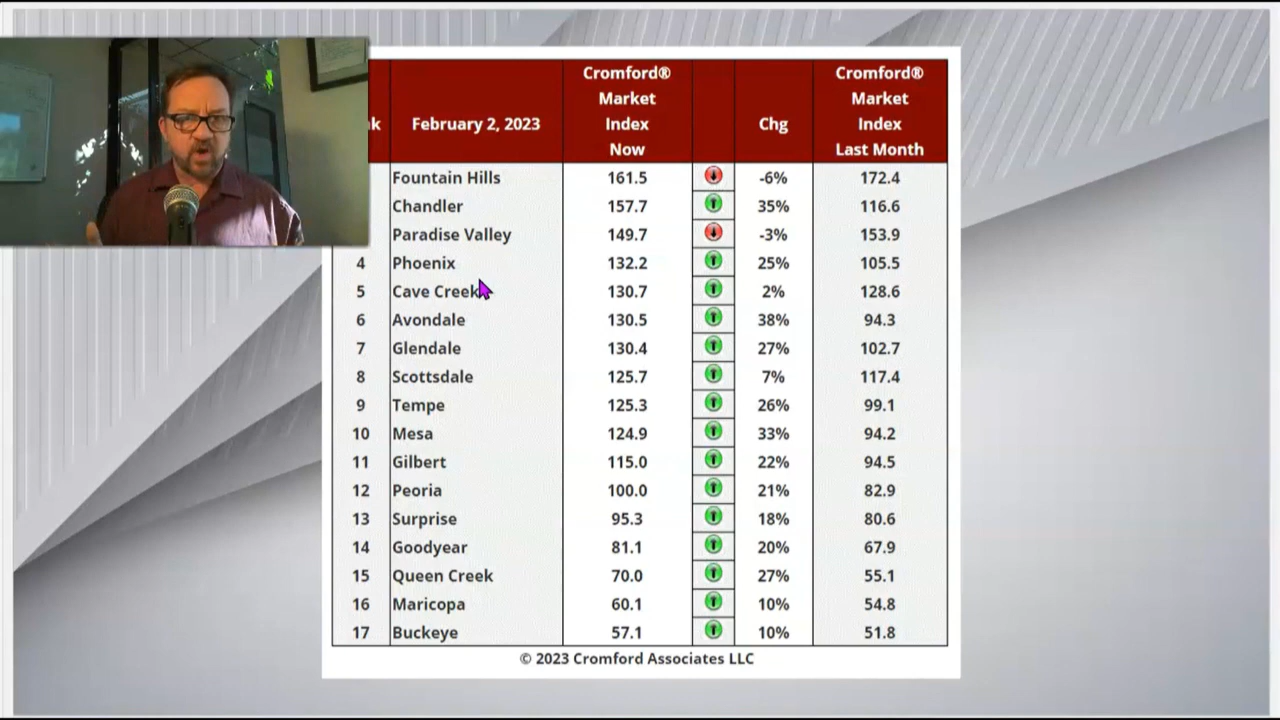 k
February 2, 2023
Cromford®
Market
Index
Now
Chg
Cromford®
Market
Index
Last Month
Fountain Hills 161.5 -6% 172.4
Chandler 157.7 35% 116.6
Paradise Valley 149.7 -3% 153.9
4 Phoenix 132.2 25% 105.5
5 Cave Creek 130.7 2% 128.6
6 Avondale 130.5 38% 94.3
7 Glendale 130.4 27% 102.7
8 Scottsdale 125.7 7% 117.4
9 Tempe 125.3 26% 99.1
10 Mesa 124.9 33% 94.2
11 Gilbert 115.0 22% 94.5
12 Peoria 100.0 21% 82.9
13 Surprise 95.3 18% 80.6
14 Goodyear 81.1 20% 67.9
15 Queen Creek 70.0 27% 55.1
16 Maricopa 60.1 10% 54.8
17 Buckeye 57.1 10% 51.8
© 2023 Cromford Associates LLC